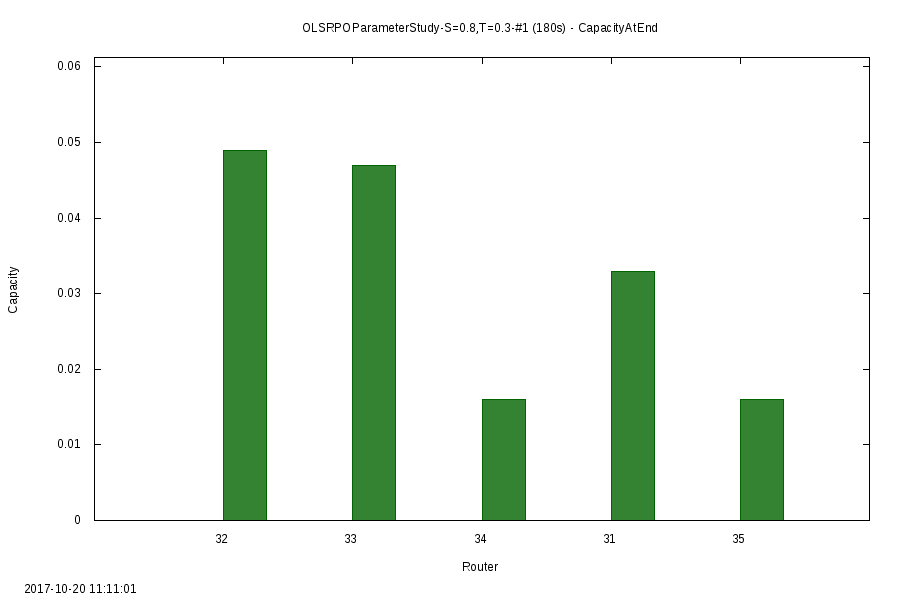 OLSRPOParameterStudy-S=0.8,T=0.3-#1 (180s) - CapacityAtEnd
0.06
0.05
0.04
0.03
0.02
0.01
0
Capacity
32 33 34 31 35
Router
2017-10-20 11:11:01